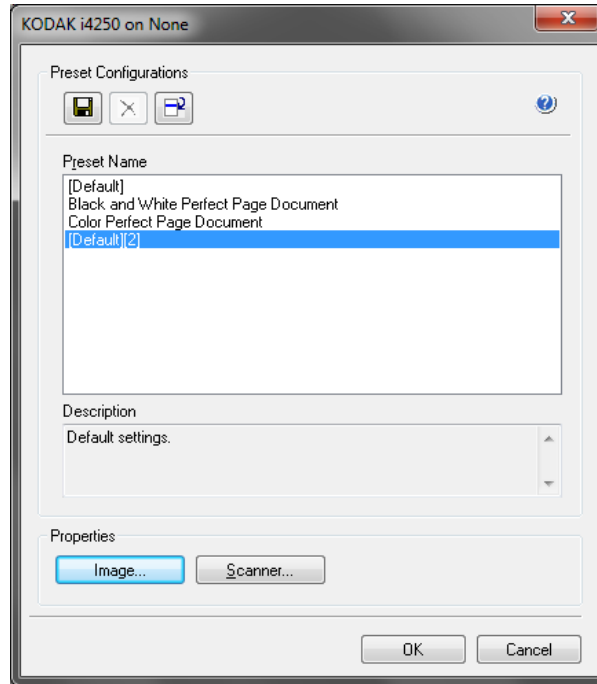 KODAK i4250 on None
Preset Configurations
Preset Name
[Default]
Black and White Perfect Page Document
Color Perfect Page Document
[Default][2]
Description
Default settings.
Properties
Image...
Scanner...
OK
Cancel